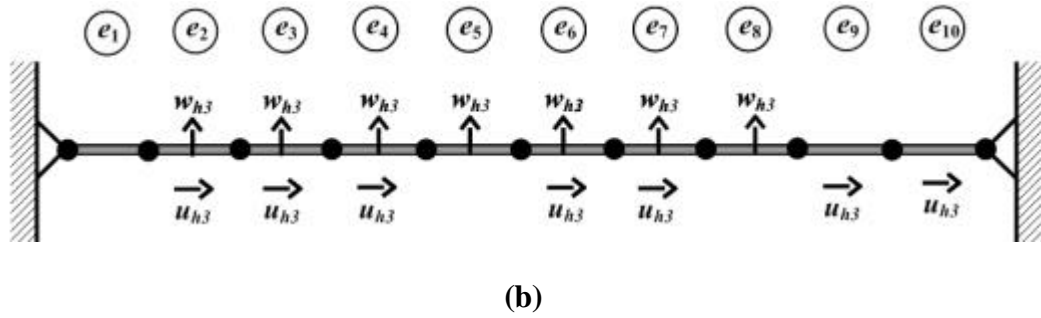 e1 e2 e3 e4 e5 e6 e7 e8 e9 e10
wh3 wh3 wh3 wh3 wh3 wh3 wh3
uh3 uh3 uh3 uh3 uh3 uh3 uh3
(b)